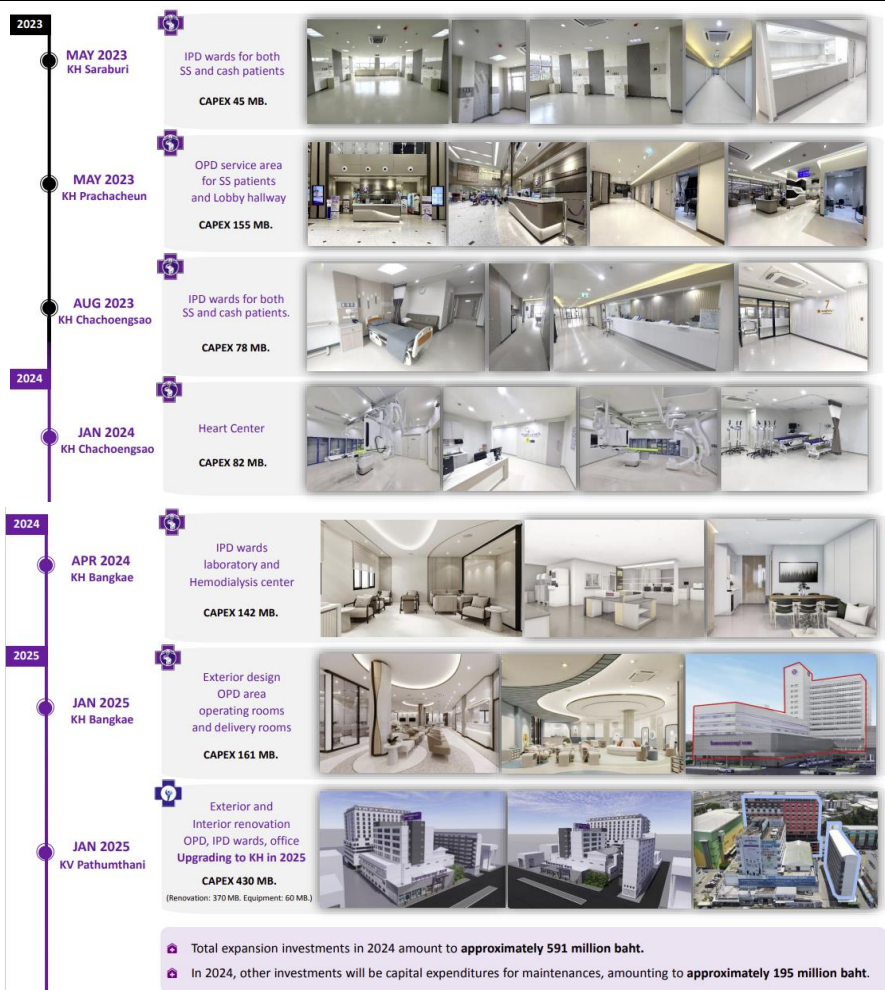 2023
MAY 2023
KH Saraburi
IPD wards for both
SS and cash patients
CAPEX 45 MB.
MAY 2023
KH Prachacheun
OPD service area
for SS patients
and Lobby hallway
CAPEX 155 MB.
AUG 2023
KH Chachoengsao
IPD wards for both
SS and cash patients.
CAPEX 78 MB.
2024
JAN 2024
KH Chachoengsao
Heart Center
CAPEX 82 MB.
2024
APR 2024
KH Bangkae
IPD wards
laboratory and
Hemodialysis center
CAPEX 142 MB.
2025
JAN 2025
KH Bangkae
Exterior design
OPD area
operating rooms
and delivery rooms
CAPEX 161 MB.
JAN 2025
KV Pathumthani
Exterior and
Interior renovation
OPD, IPD wards, office
Upgrading to KH in 2025
CAPEX 430 MB.
(Renovation: 370 MB. Equipment: 60 MB.)
Total expansion investments in 2024 amount to approximately 591 million baht.
In 2024, other investments will be capital expenditures for maintenances, amounting to approximately 195 million baht.